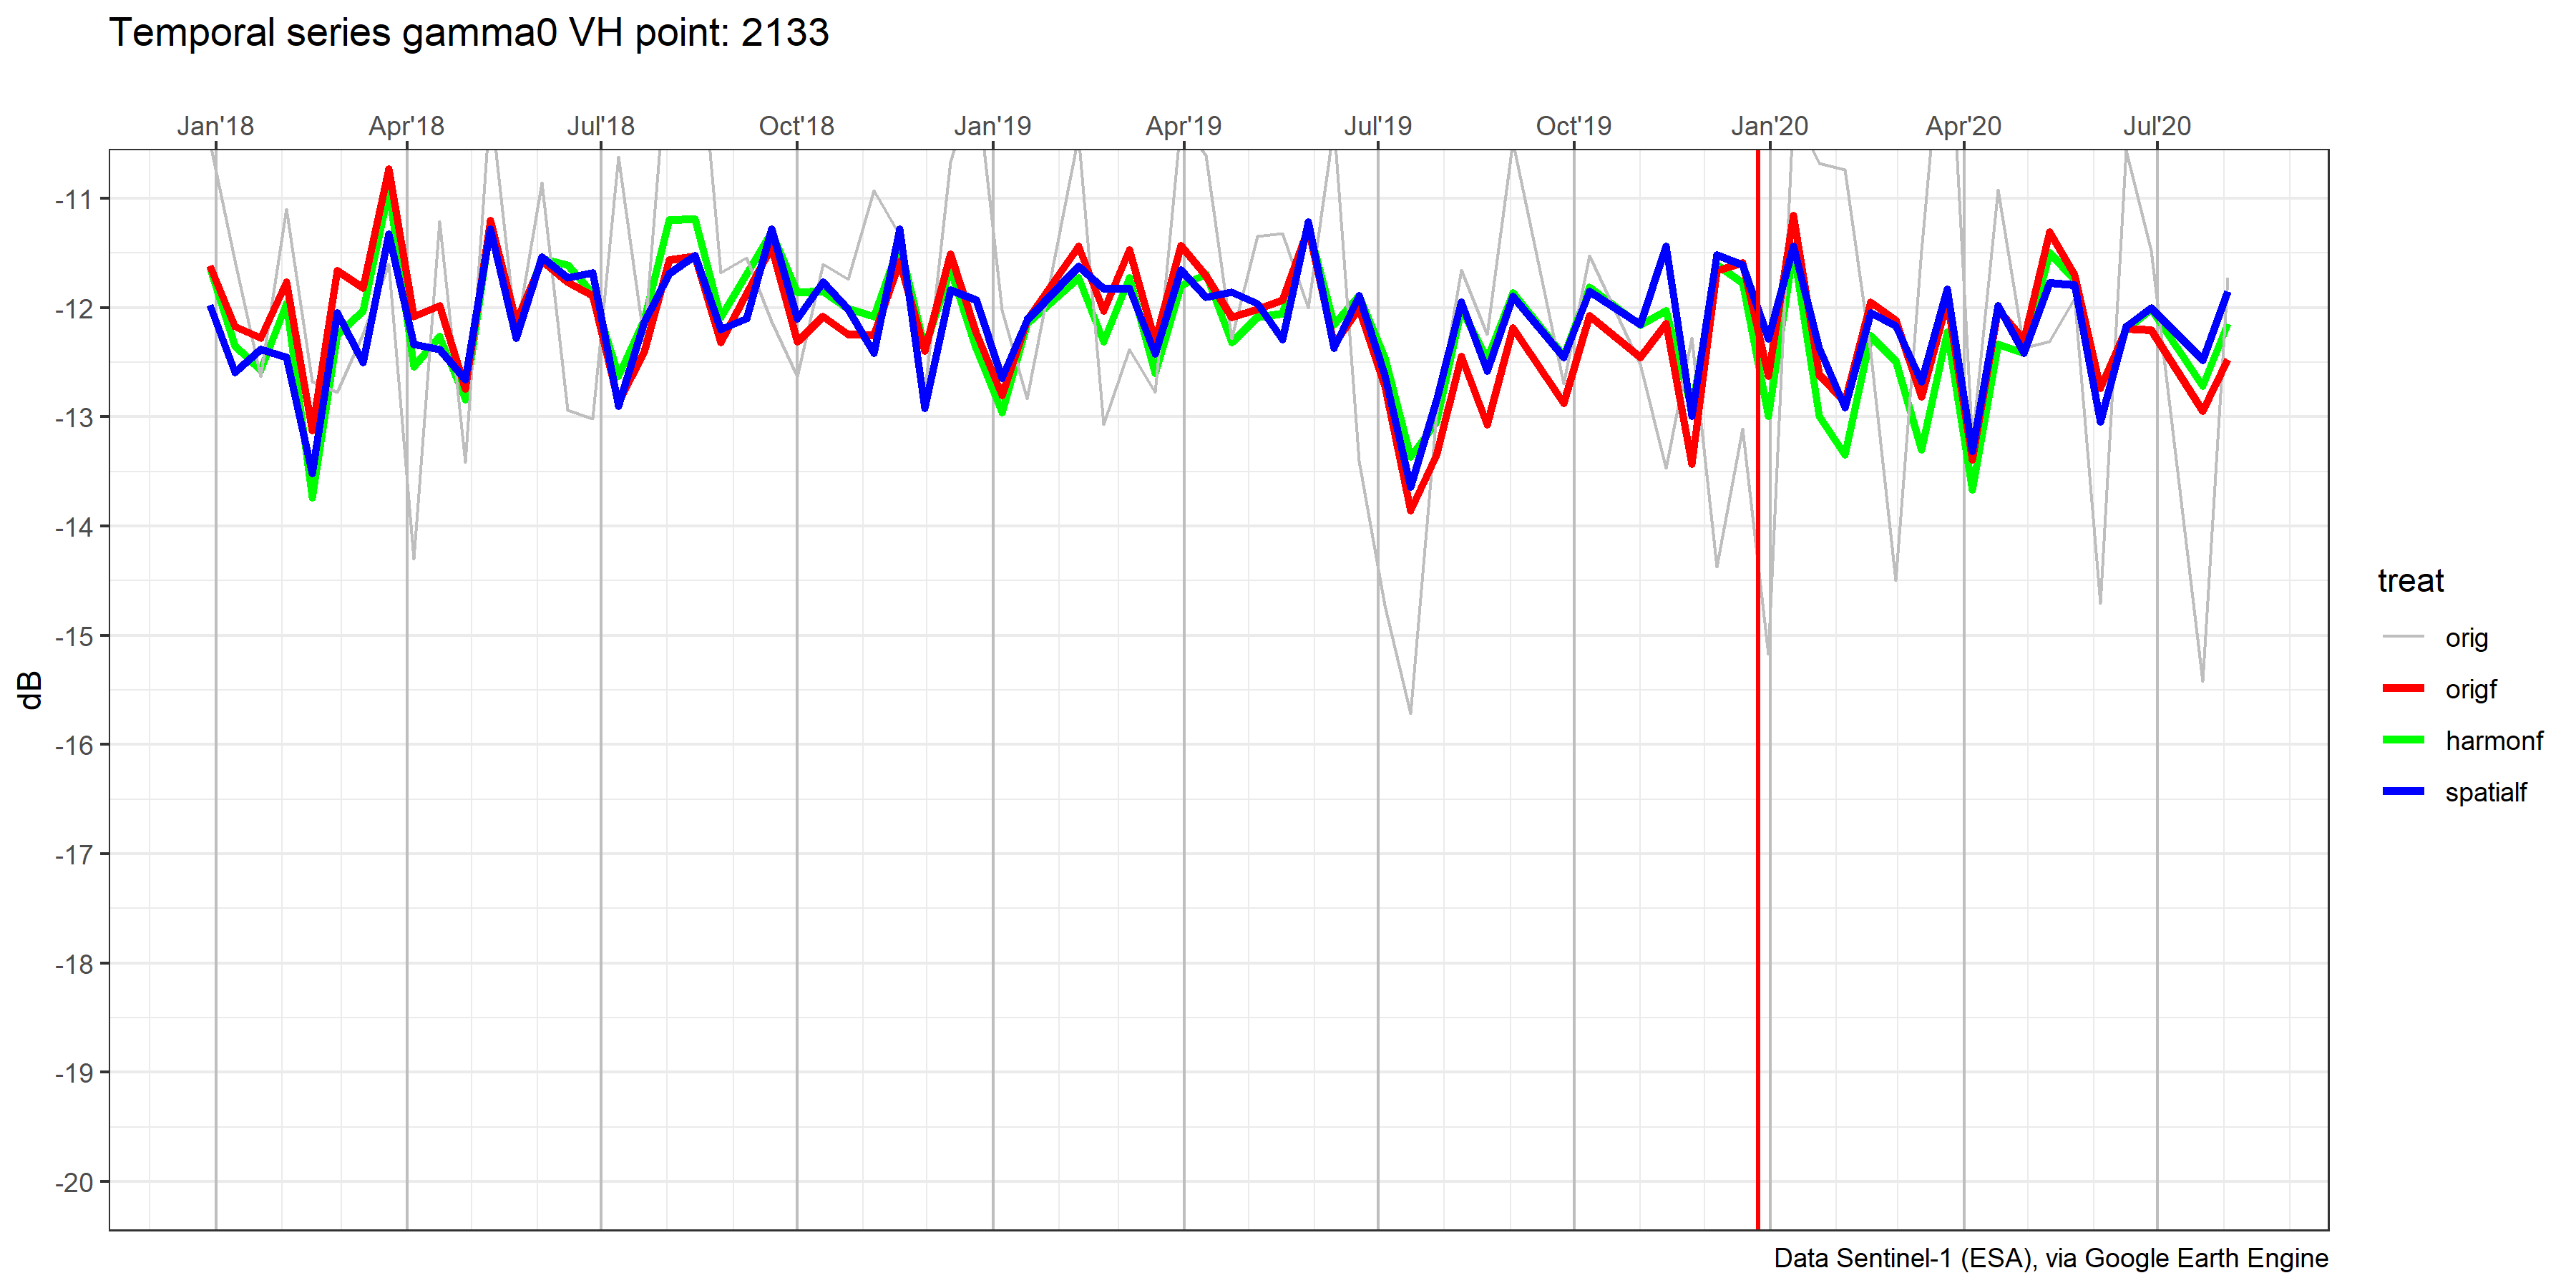 Temporal series gamma0 VH point: 2133
Jan'18 Apr'18 Jul'18 Oct'18 Jan'19 Apr'19 Jul'19 Oct'19 Jan'20 Apr'20 Jul'20
-11
-12
-13
-14
-15
-16
-17
-18
-19
-20
dB
treat
orig
origf
harmonf
spatialf
Data Sentinel-1 (ESA), via Google Earth Engine